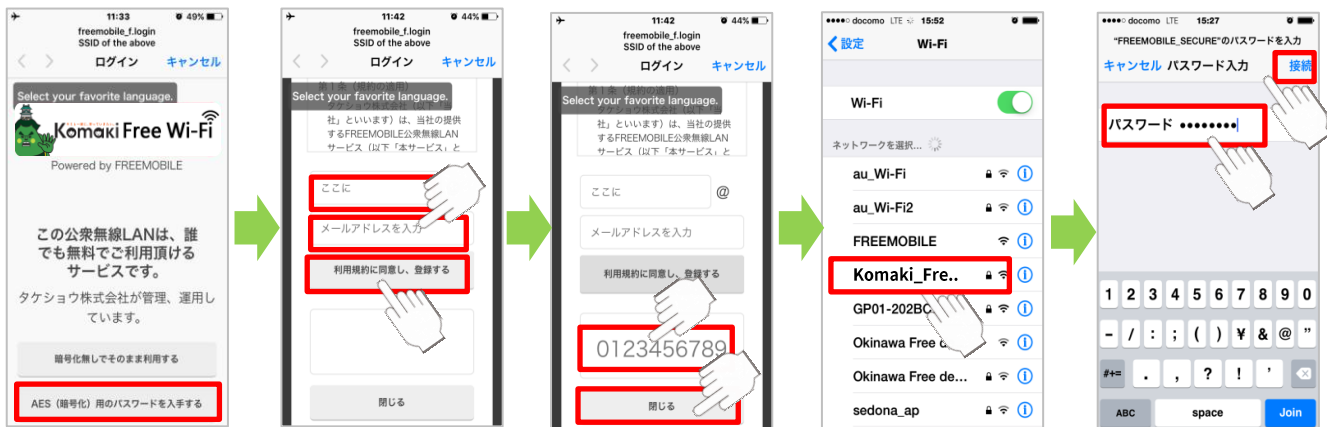 11:33
49%
freemobile_f.login
SSID of the above
ログイン
キャンセル
Select your favorite language.
Komaki Free Wi-Fi
Powered by FREEMOBILE
この公衆無線LANは、誰
でも無料でご利用頂ける
サービスです。
タケショウ株式会社が管理、運用し
ています。
暗号化無しでそのまま利用する
AES（暗号化）用のパスワードを入手する
11:42
44%
freemobile_f.login
SSID of the above
ログイン
キャンセル
第1条（規約の適用）
Select your favorite language.
社」といいます）は、当社の提供
するFREEMOBILE公衆無線LAN
サービス（以下「本サービス」と
ここに
メールアドレスを入力
利用規約に同意し、登録する
閉じる
11:42
44%
freemobile_f.login
SSID of the above
ログイン
キャンセル
第1条（規約の適用）
Select your favorite language.
社」といいます）は、当社の提供
するFREEMOBILE公衆無線LAN
サービス（以下「本サービス」と
ここに
@
メールアドレスを入力
利用規約に同意し、登録する
0123456789
閉じる
docomo LTE 15:52
設定
Wi-Fi
Wi-Fi
ネットワークを選択...
au_Wi-Fi
au_Wi-Fi2
FREEMOBILE
Komaki_Fre..
GP01-202BC
Okinawa Free
Okinawa Free de...
sedona_ap
docomo LTE 15:27
“FREEMOBILE_SECURE”のパスワードを入力
キャンセル パスワード入力 接続
パスワード ••••••••
1 2 3 4 5 6 7 8 9 0
- / : ; ( ) ¥ & @ ”
#+= . , ? ! ’
ABC space Join